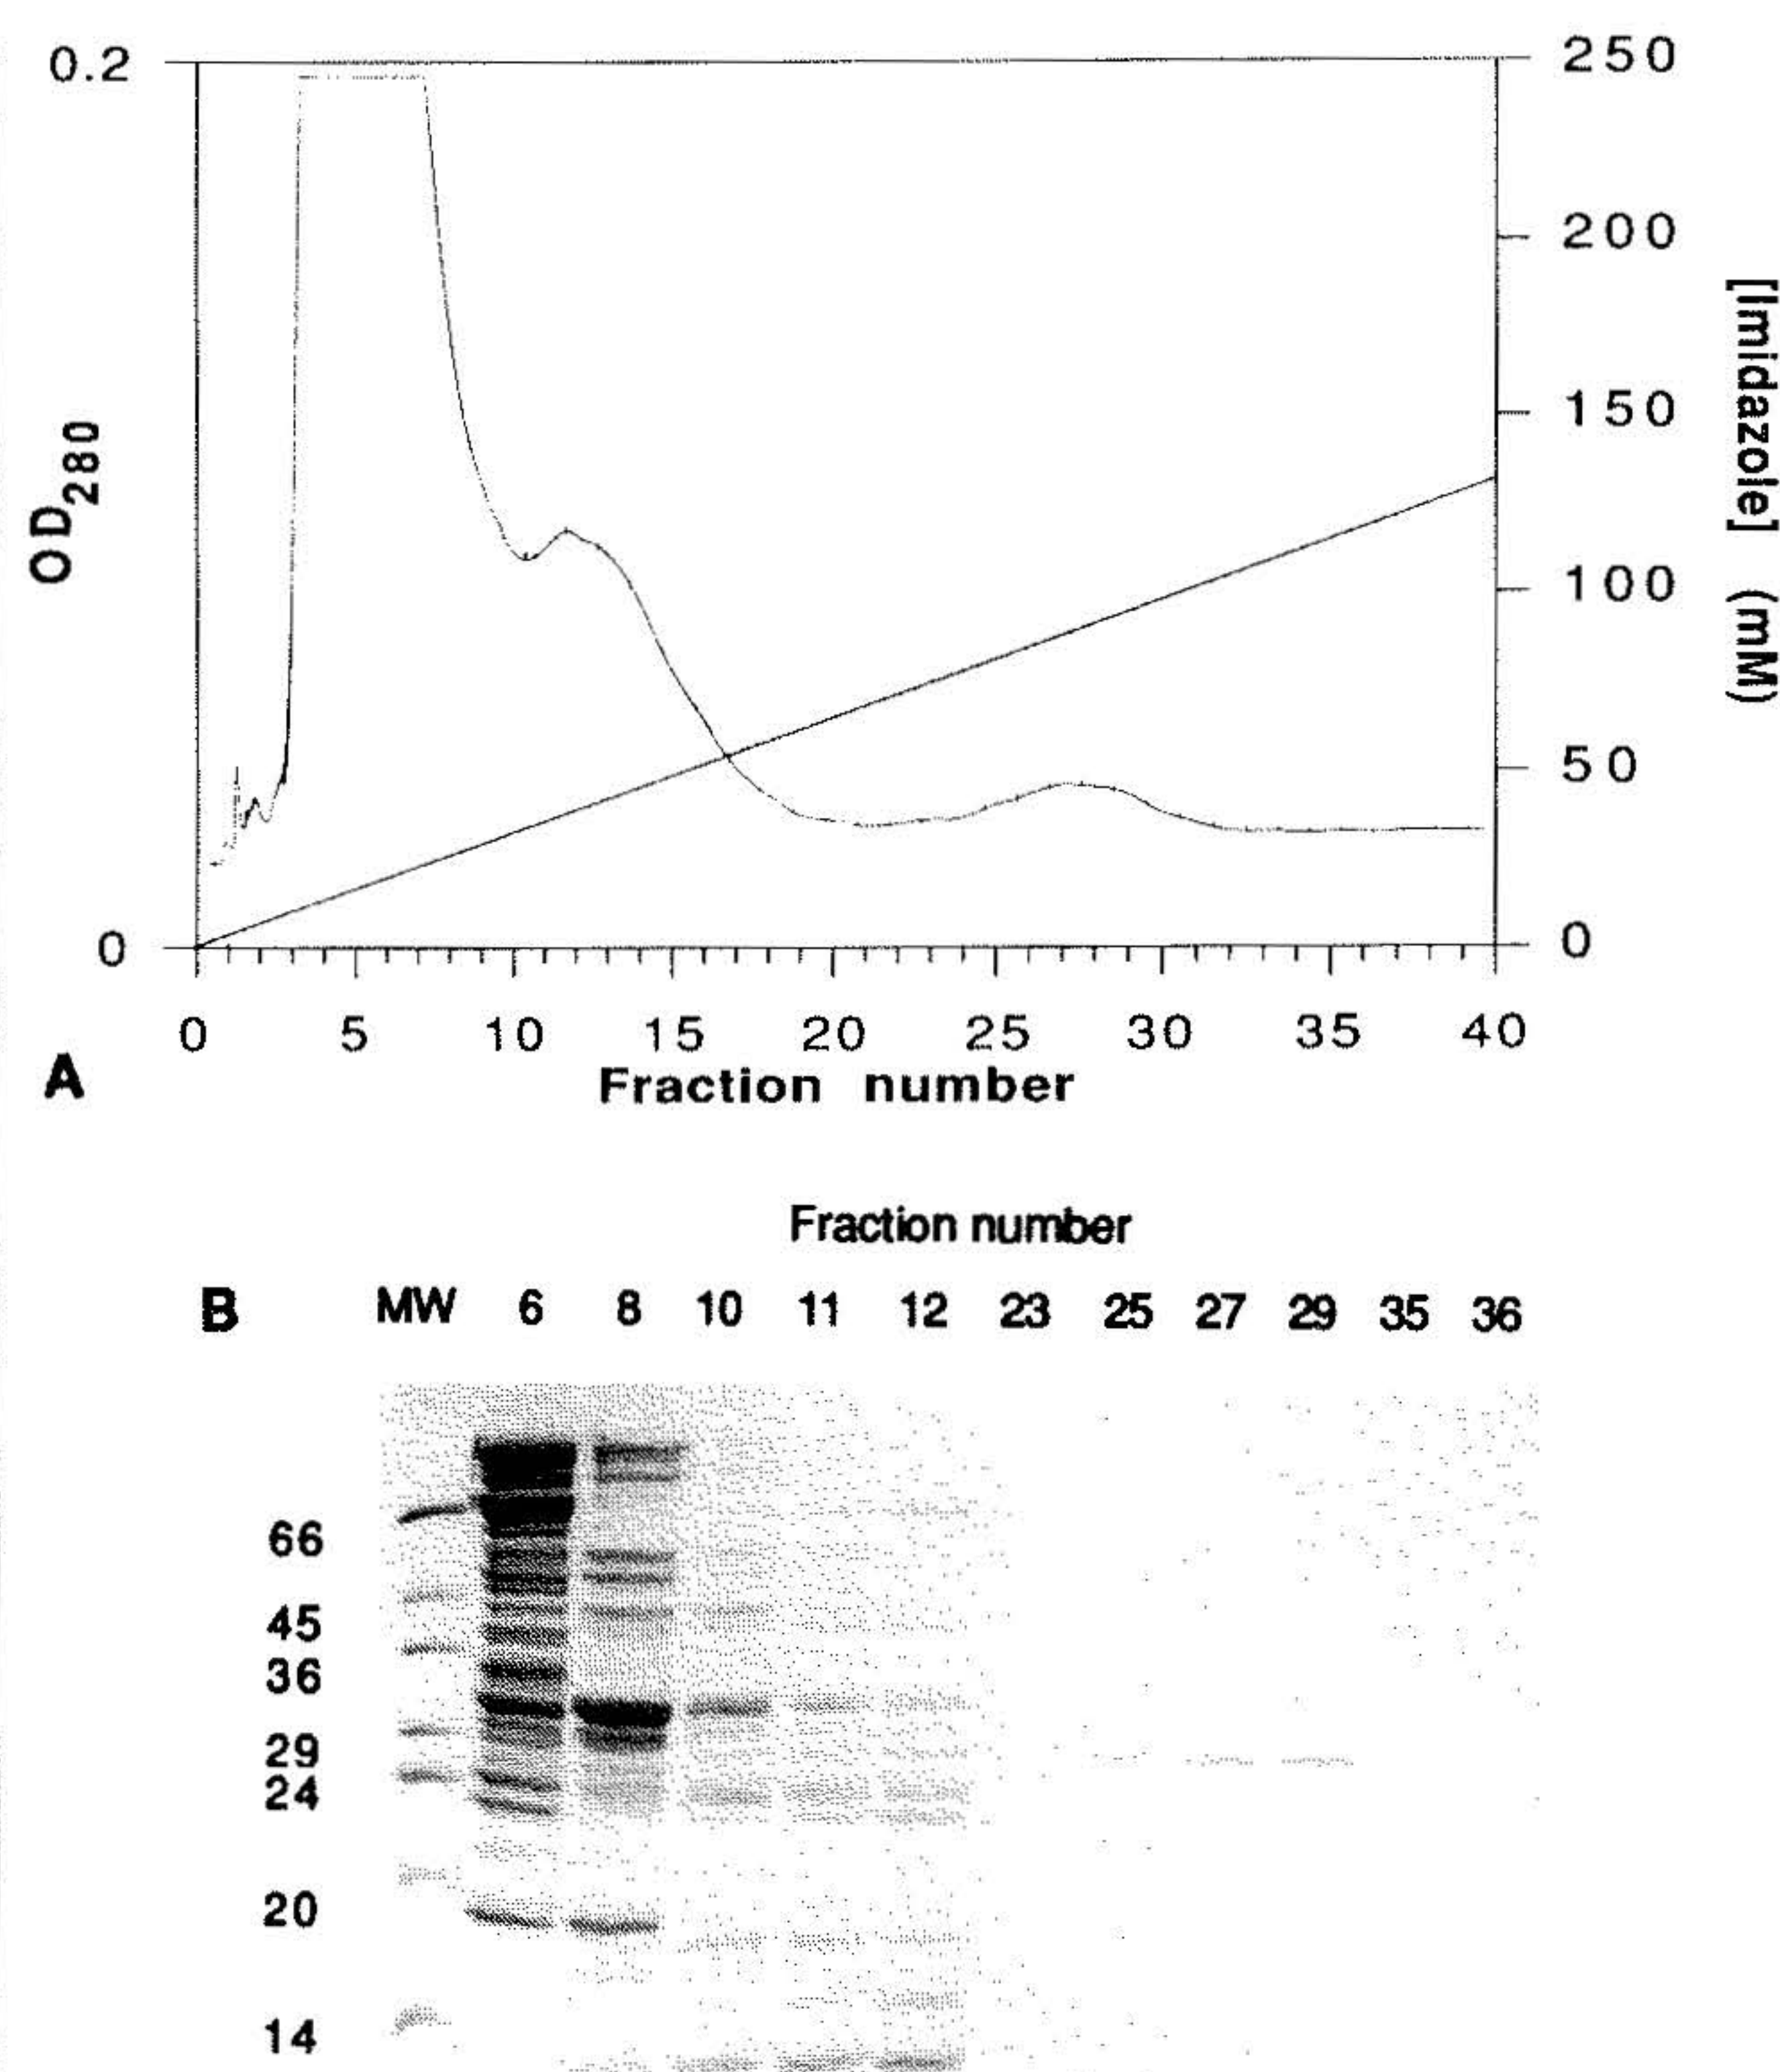 0.2
250
200
150
100
50
0
0
OD280
[Imidazole] (mM)
0 5 10 15 20 25 30 35 40
Fraction number
A
Fraction number
B MW 6 8 10 11 12 23 25 27 29 35 36
66
45
36
29
24
20
14